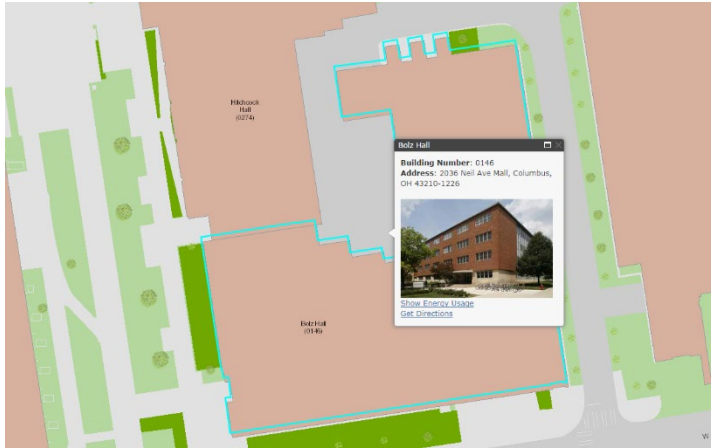 Hitchcock
Hall
(0274)
Bolz Hall
Building Number: 0146
Address: 2036 Neil Ave Mall, Columbus,
OH 43210-1226
Show Energy Usage
Get Directions
Bolz Hall
(0146)
W